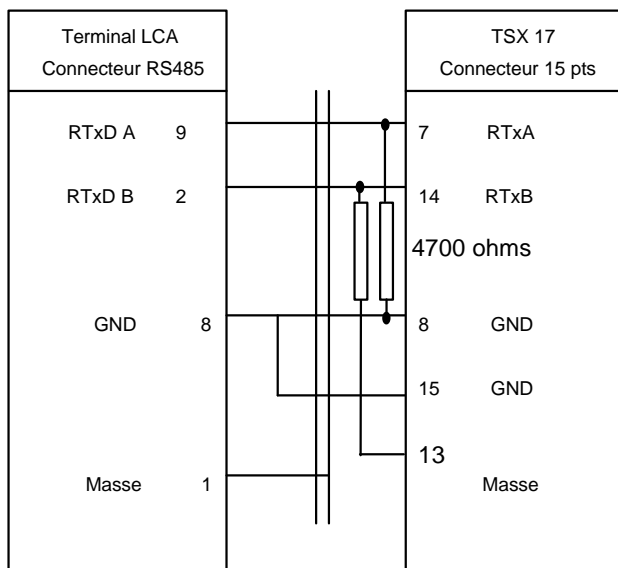 Terminal LCA
Connecteur RS485
TSX 17
Connecteur 15 pts
RTxD A 9
7 RTxA
RTxD B 2
14 RTxB
4700 ohms
GND 8
8 GND
15 GND
13
Masse 1
Masse